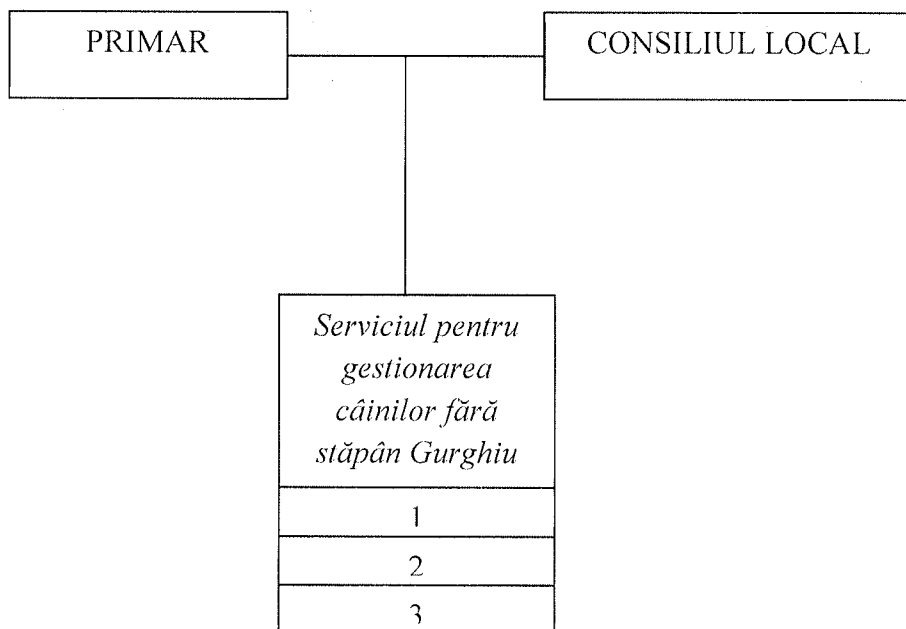 PRIMAR
CONSILIUL LOCAL
Serviciul pentru
gestionarea
câinilor fără
stăpân Gurghiu
1
2
3